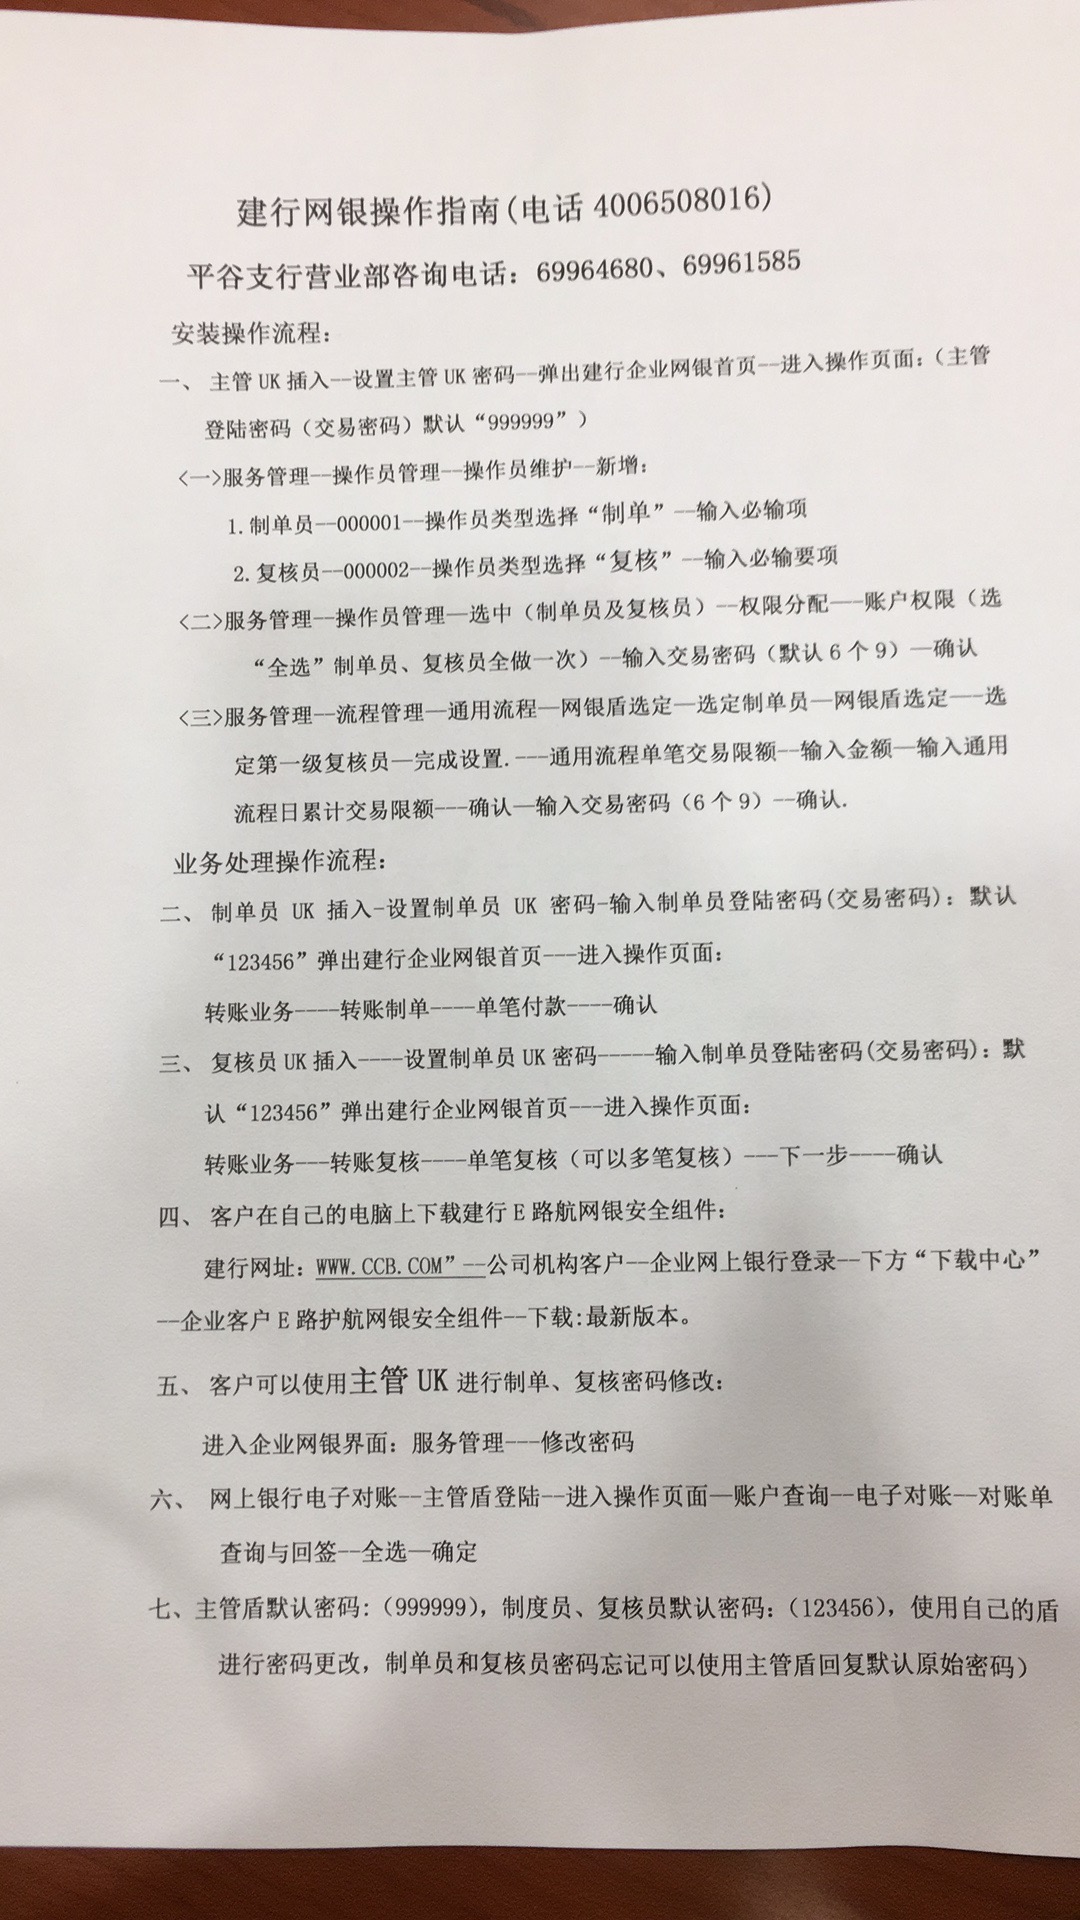 建行网银操作指南(电话 4006508016)
平谷支行营业部咨询电话：69964680、69961585
安装操作流程：
一、 主管 UK 插入--设置主管 UK 密码--弹出建行企业网银首页--进入操作页面：（主管
登陆密码（交易密码）默认“999999”）
<一>服务管理--操作员管理--操作员维护--新增：
1. 制单员--000001--操作员类型选择“制单”--输入必输项
2. 复核员--000002--操作员类型选择“复核”--输入必输要项
<二>服务管理--操作员管理—选中（制单员及复核员）--权限分配---账户权限（选
“全选”制单员、复核员全做一次）--输入交易密码（默认 6 个 9）—确认
<三>服务管理--流程管理—通用流程—网银盾选定—选定制单员—网银盾选定---选
定第一级复核员—完成设置.---通用流程单笔交易限额--输入金额—输入通用
流程日累计交易限额---确认—输入交易密码（6 个 9）--确认.
业务处理操作流程：
二、 制单员 UK 插入-设置制单员 UK 密码-输入制单员登陆密码(交易密码)：默认
“123456”弹出建行企业网银首页---进入操作页面：
转账业务----转账制单----单笔付款----确认
三、 复核员 UK 插入----设置制单员 UK 密码-----输入制单员登陆密码(交易密码)：默
认“123456”弹出建行企业网银首页---进入操作页面：
转账业务---转账复核----单笔复核（可以多笔复核）---下一步----确认
四、 客户在自己的电脑上下载建行 E 路航网银安全组件：
建行网址：WWW.CCB.COM”--公司机构客户--企业网上银行登录--下方“下载中心”
--企业客户 E 路护航网银安全组件--下载:最新版本。
五、 客户可以使用主管 UK 进行制单、复核密码修改：
进入企业网银界面：服务管理---修改密码
六、 网上银行电子对账--主管盾登陆--进入操作页面—账户查询--电子对账--对账单
查询与回签--全选—确定
七、主管盾默认密码:（999999），制度员、复核员默认密码：（123456），使用自己的盾
进行密码更改，制单员和复核员密码忘记可以使用主管盾回复默认原始密码）